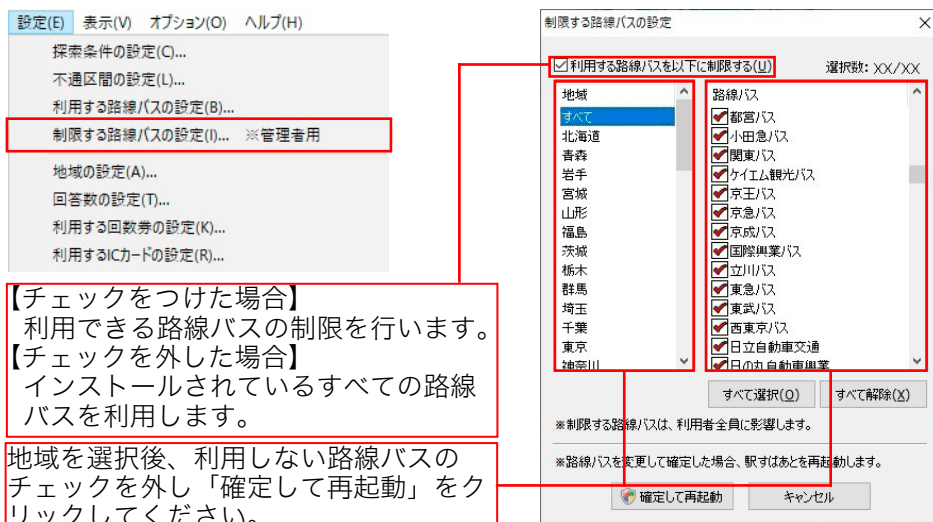 設定(E) 表示(V) オプション(O) ヘルプ(H)
探索条件の設定(C)...
不通区間の設定(L)...
利用する路線バスの設定(B)...
制限する路線バスの設定(I)... ※管理者用
地域の設定(A)...
回答数の設定(T)...
利用する回数券の設定(K)...
利用するICカードの設定(R)...
【チェックをつけた場合】
利用できる路線バスの制限を行います。
【チェックを外した場合】
インストールされているすべての路線
バスを利用します。
地域を選択後、利用しない路線バスの
チェックを外し「確定して再起動」をク
リックしてください。
制限する路線バスの設定
利用する路線バスを以下に制限する(U) 選択数: XX/XX
地域
すべて
北海道
青森
岩手
宮城
山形
福島
茨城
栃木
群馬
埼玉
千葉
東京
神奈川
路線バス
都営バス
小田急バス
関東バス
ケイエム観光バス
京王バス
京急バス
京成バス
国際興業バス
立川バス
東急バス
東武バス
西東京バス
日立自動車交通
日の丸自動車興業
すべて選択(O) すべて解除(X)
※制限する路線バスは、利用者全員に影響します。
※路線バスを変更して確定した場合、駅すぱあとを再起動します。
確定して再起動 キャンセル